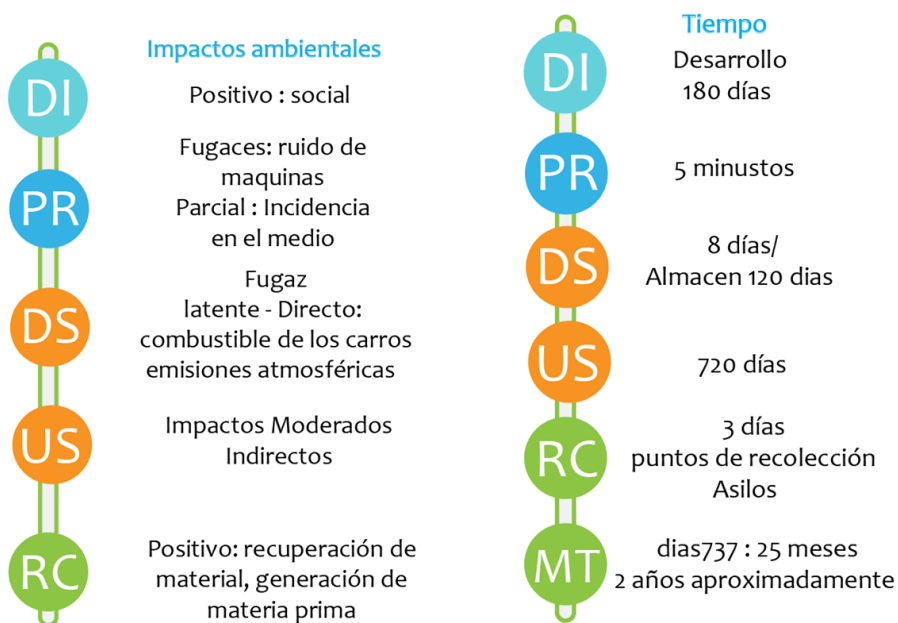 Impactos ambientales
DI
Positivo : social
PR
Fugaces: ruido de
maquinas
Parcial : Incidencia
en el medio
DS
Fugaz
latente - Directo:
combustible de los carros
emisiones atmosféricas
US
Impactos Moderados
Indirectos
RC
Positivo: recuperación de
material, generación de
materia prima
Tiempo
DI
Desarrollo
180 días
PR
5 minustos
DS
8 días/
Almacen 120 dias
US
720 días
RC
3 días
puntos de recolección
Asilos
MT
dias737 : 25 meses
2 años aproximadamente